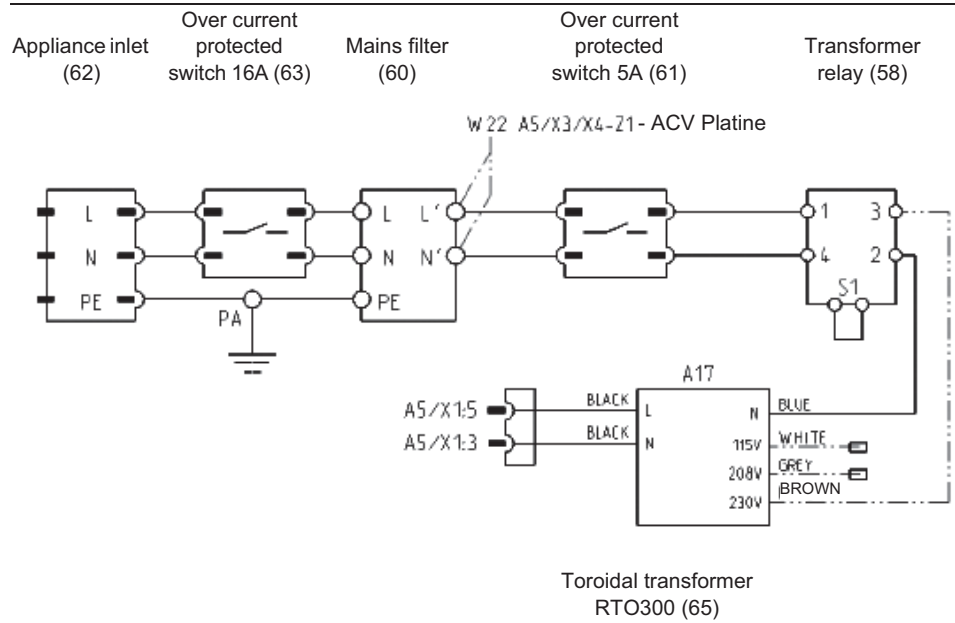 Appliance inlet
(62)
Over current
protected
switch 16A (63)
Mains filter
(60)
Over current
protected
switch 5A (61)
Transformer
relay (58)
W22 A5/X3/X4-Z1 - ACV Platine
L
N
PE
PA
L L'
N N'
PE
1 3
4 2
S1
A17
A5/X1:5
A5/X1:3
BLACK
BLACK
L
N
N
115V
208V
230V
BLUE
WHITE
GREY
BROWN
Toroidal transformer
RTO300 (65)